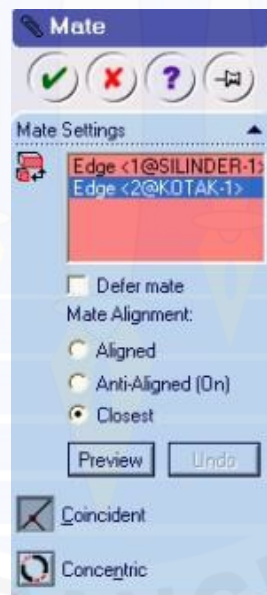 Mate
?
Mate Settings
Edge <1@SILINDER-1>
Edge <2@KOTAK-1>
Defer mate
Mate Alignment:
Aligned
Anti-Aligned (On)
Closest
Preview Undo
Coincident
Concentric